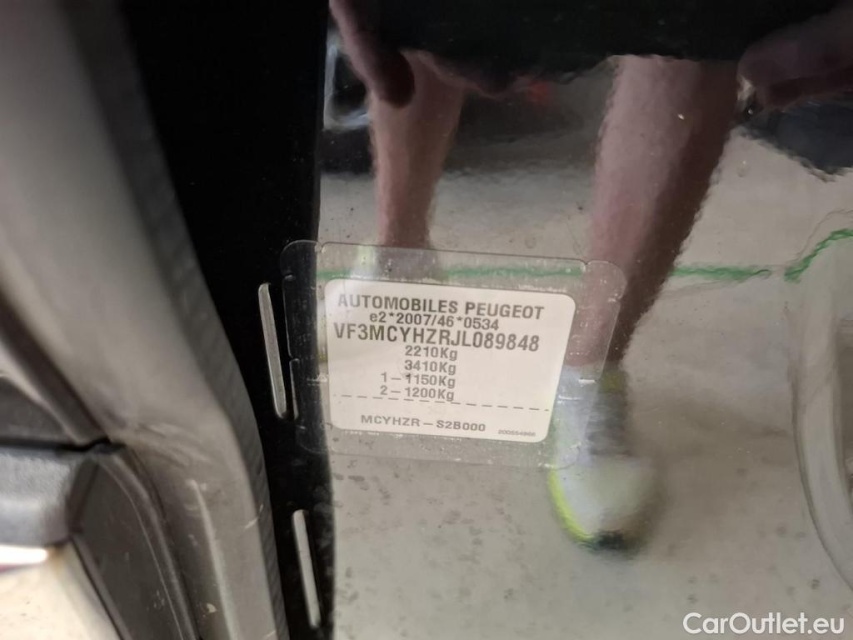 AUTOMOBILES PEUGEOT
e2*2007/46*0534
VF3MCYHZRJL089848
2210Kg
3410Kg
1-1150Kg
2-1200Kg
MCYHZR-S2B000
CarOutlet.eu